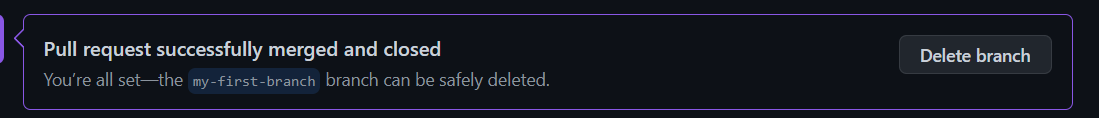 Pull request successfully merged and closed
Delete branch
You’re all set—the my-first-branch branch can be safely deleted.